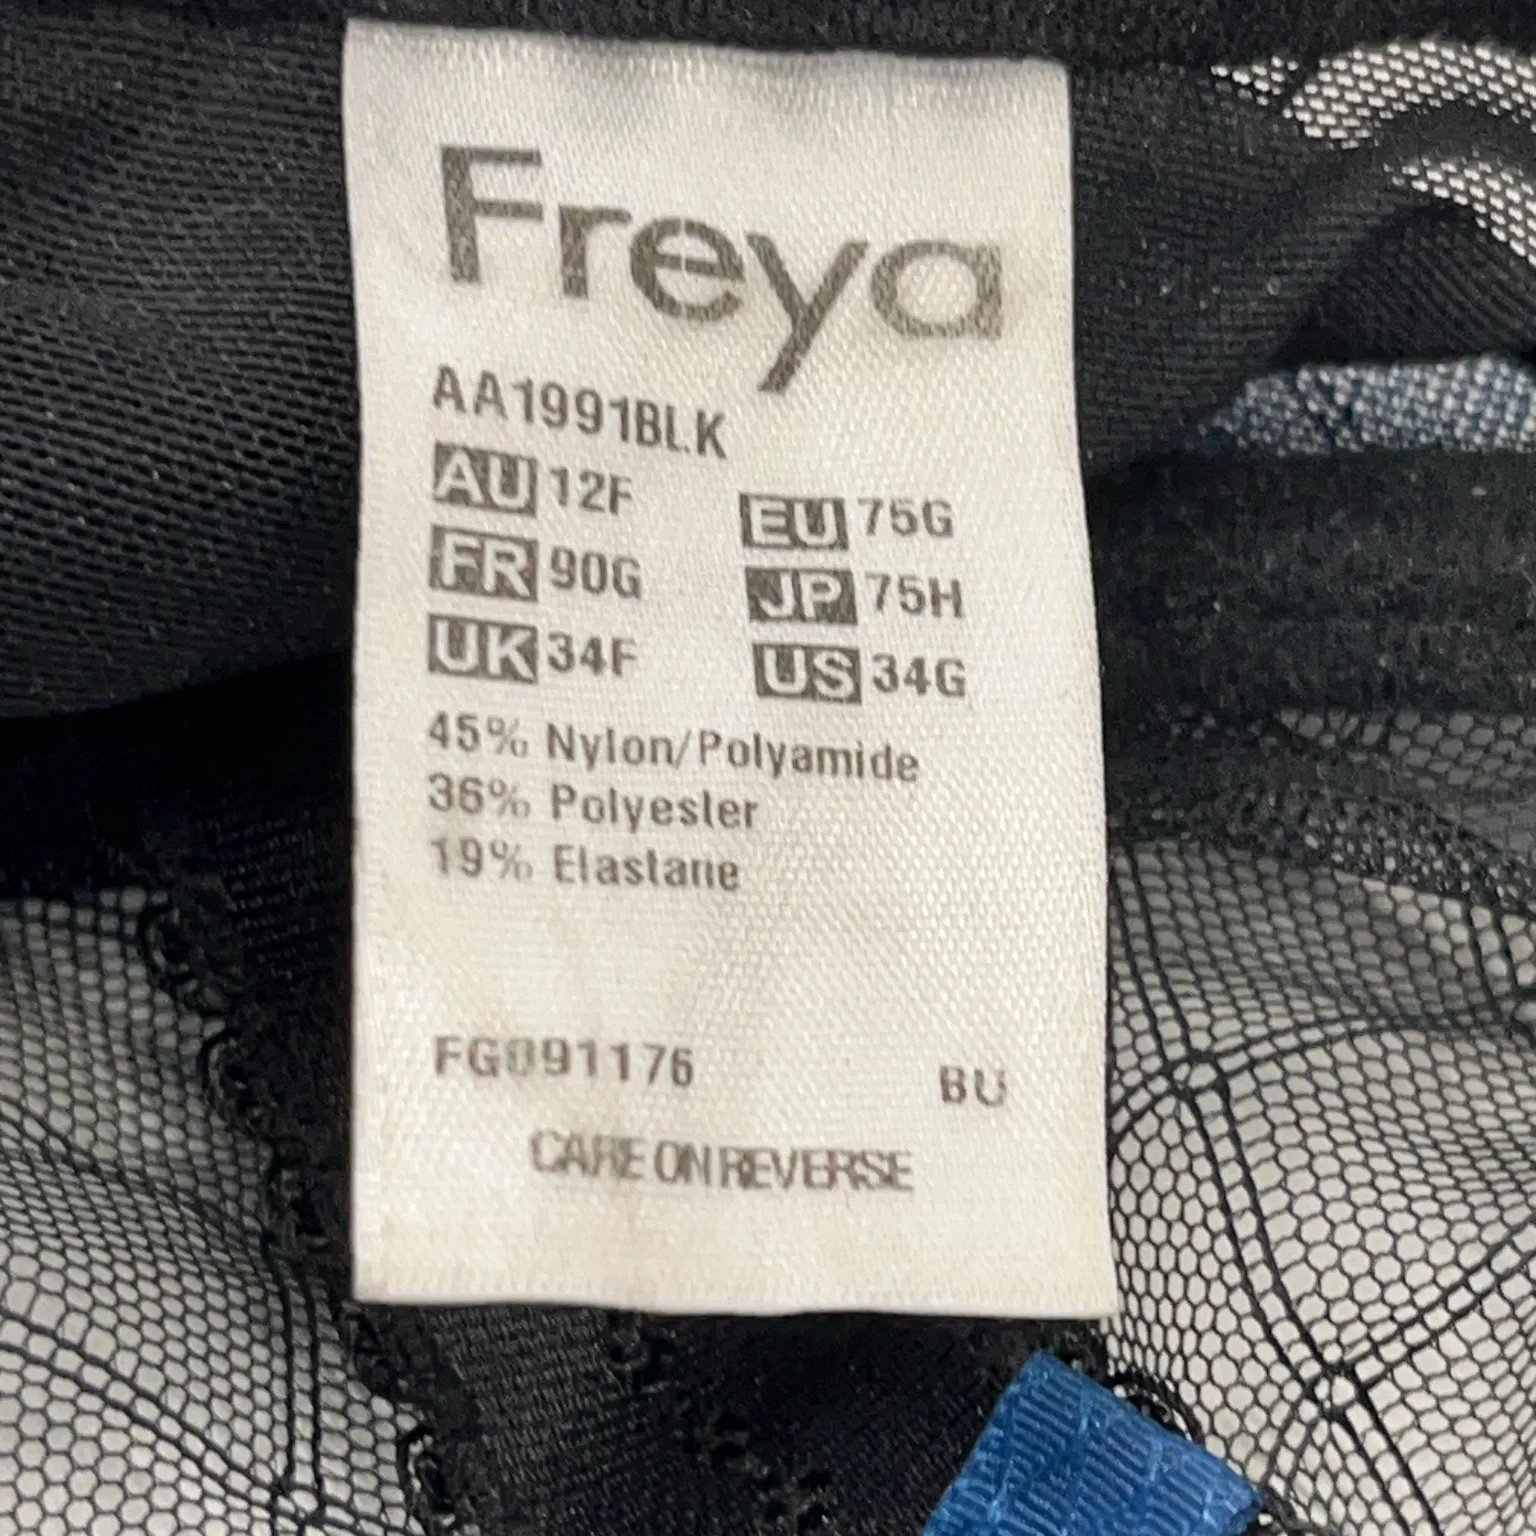 Freya
AA1991BLK
AU 12F EU 75G
FR 90G JP 75H
UK 34F US 34G
45% Nylon/Polyamide
36% Polyester
19% Elastane
FG091176 BU
CARE ON REVERSE